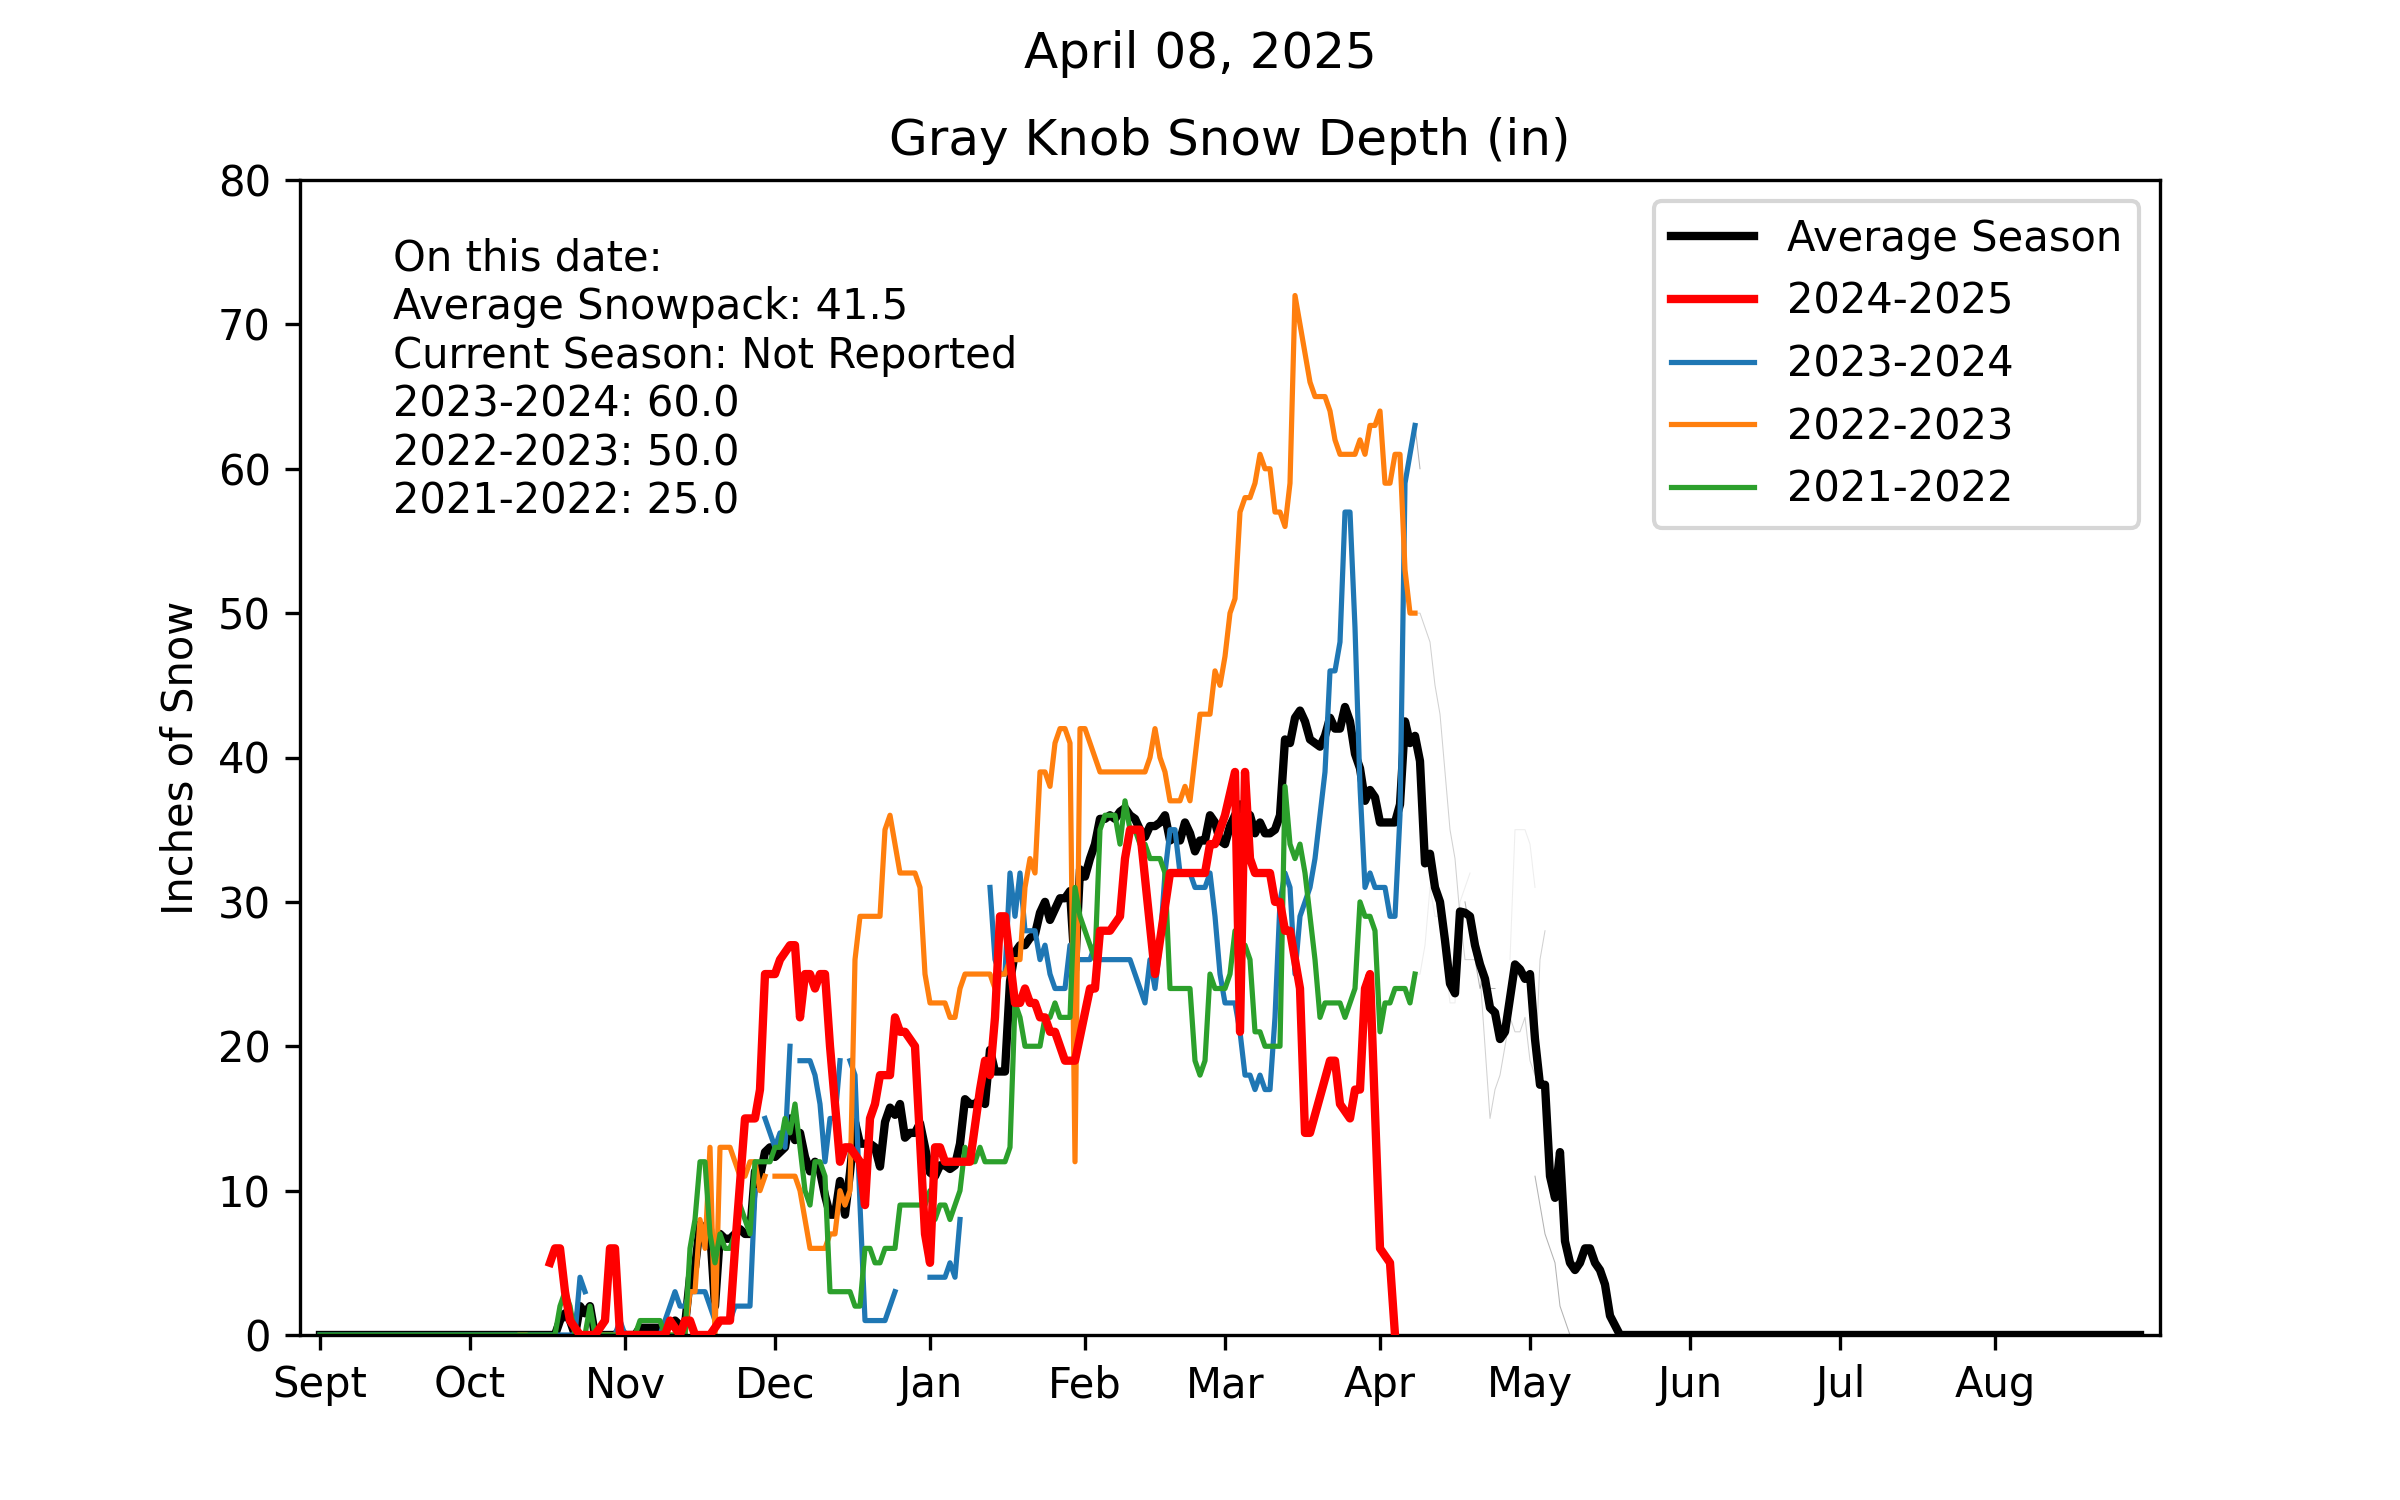 April 08, 2025
Gray Knob Snow Depth (in)
80
70
60
50
40
30
20
10
0
Inches of Snow
On this date:
Average Snowpack: 41.5
Current Season: Not Reported
2023-2024: 60.0
2022-2023: 50.0
2021-2022: 25.0
Average Season
2024-2025
2023-2024
2022-2023
2021-2022
Sept Oct Nov Dec Jan Feb Mar Apr May Jun Jul Aug